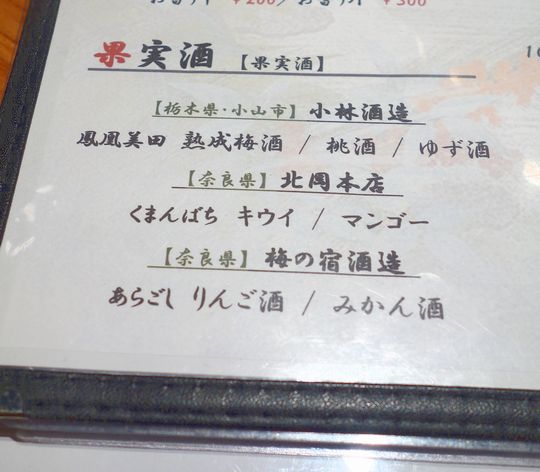 ¥200/ ¥300
果実酒 【果実酒】
【栃木県・小山市】 小林酒造
鳳凰美田 熟成梅酒 / 桃酒 / ゆず酒
【奈良県】 北岡本店
くまんばち キウイ / マンゴー
【奈良県】 梅の宿酒造
あらごし りんご酒 / みかん酒